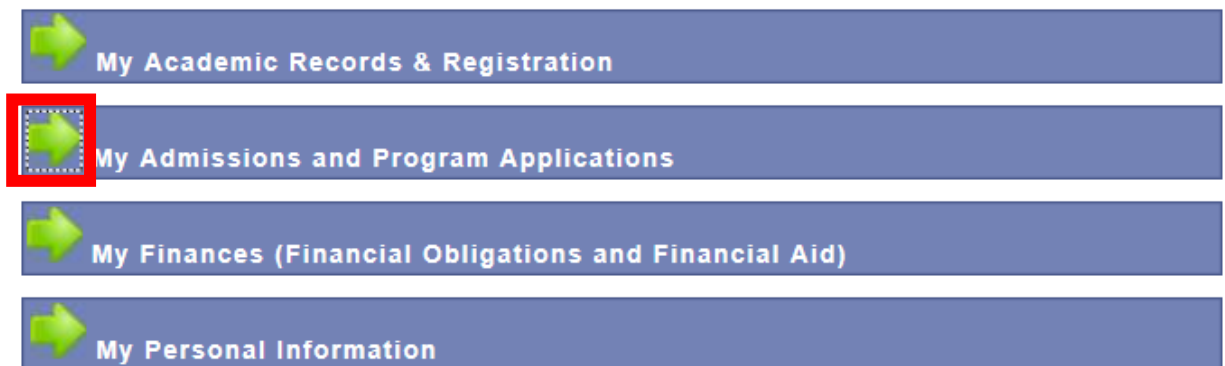 My Academic Records & Registration
My Admissions and Program Applications
My Finances (Financial Obligations and Financial Aid)
My Personal Information